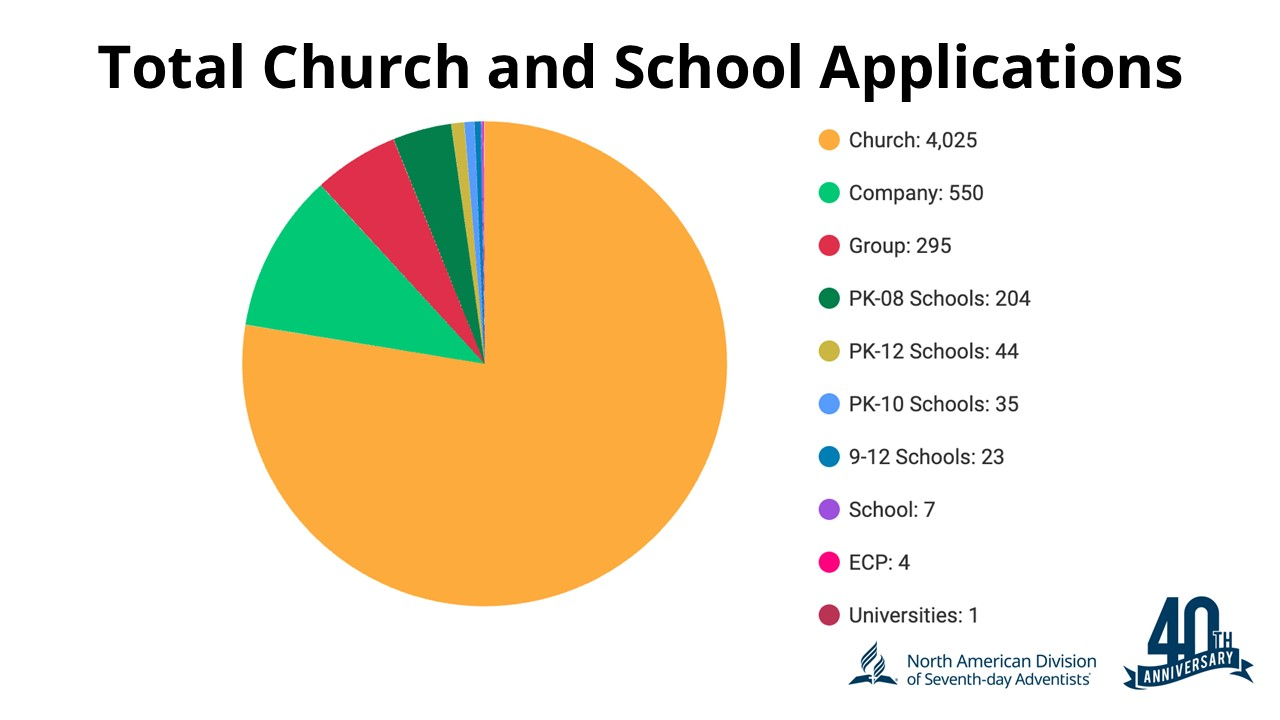 Total Church and School Applications
Church: 4,025
Company: 550
Group: 295
PK-08 Schools: 204
PK-12 Schools: 44
PK-10 Schools: 35
9-12 Schools: 23
School: 7
ECP: 4
Universities: 1
North American Division
of Seventh-day Adventists
40TH
ANNIVERSARY